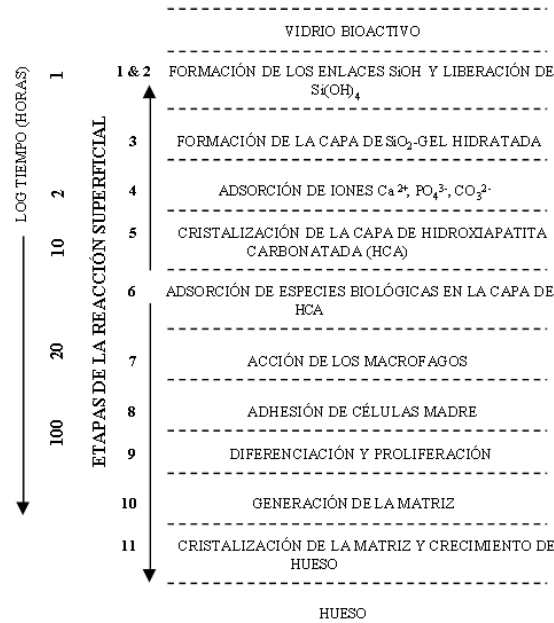 VIDRIO BIOACTIVO
LOG TIEMPO (HORAS)
1
2
10
20
100
ETAPAS DE LA REACCIÓN SUPERFICIAL
1 & 2 FORMACIÓN DE LOS ENLACES SiOH Y LIBERACIÓN DE
Si(OH)₄
3 FORMACIÓN DE LA CAPA DE SiO₂-GEL HIDRATADA
4 ADSORCIÓN DE IONES Ca ²⁺, PO₄³⁻, CO₃²⁻
5 CRISTALIZACIÓN DE LA CAPA DE HIDROXIAPATITA
CARBONATADA (HCA)
6 ADSORCIÓN DE ESPECIES BIOLÓGICAS EN LA CAPA DE
HCA
7 ACCIÓN DE LOS MACROFAGOS
8 ADHESIÓN DE CÉLULAS MADRE
9 DIFERENCIACIÓN Y PROLIFERACIÓN
10 GENERACIÓN DE LA MATRIZ
11 CRISTALIZACIÓN DE LA MATRIZ Y CRECIMIENTO DE
HUESO
HUESO